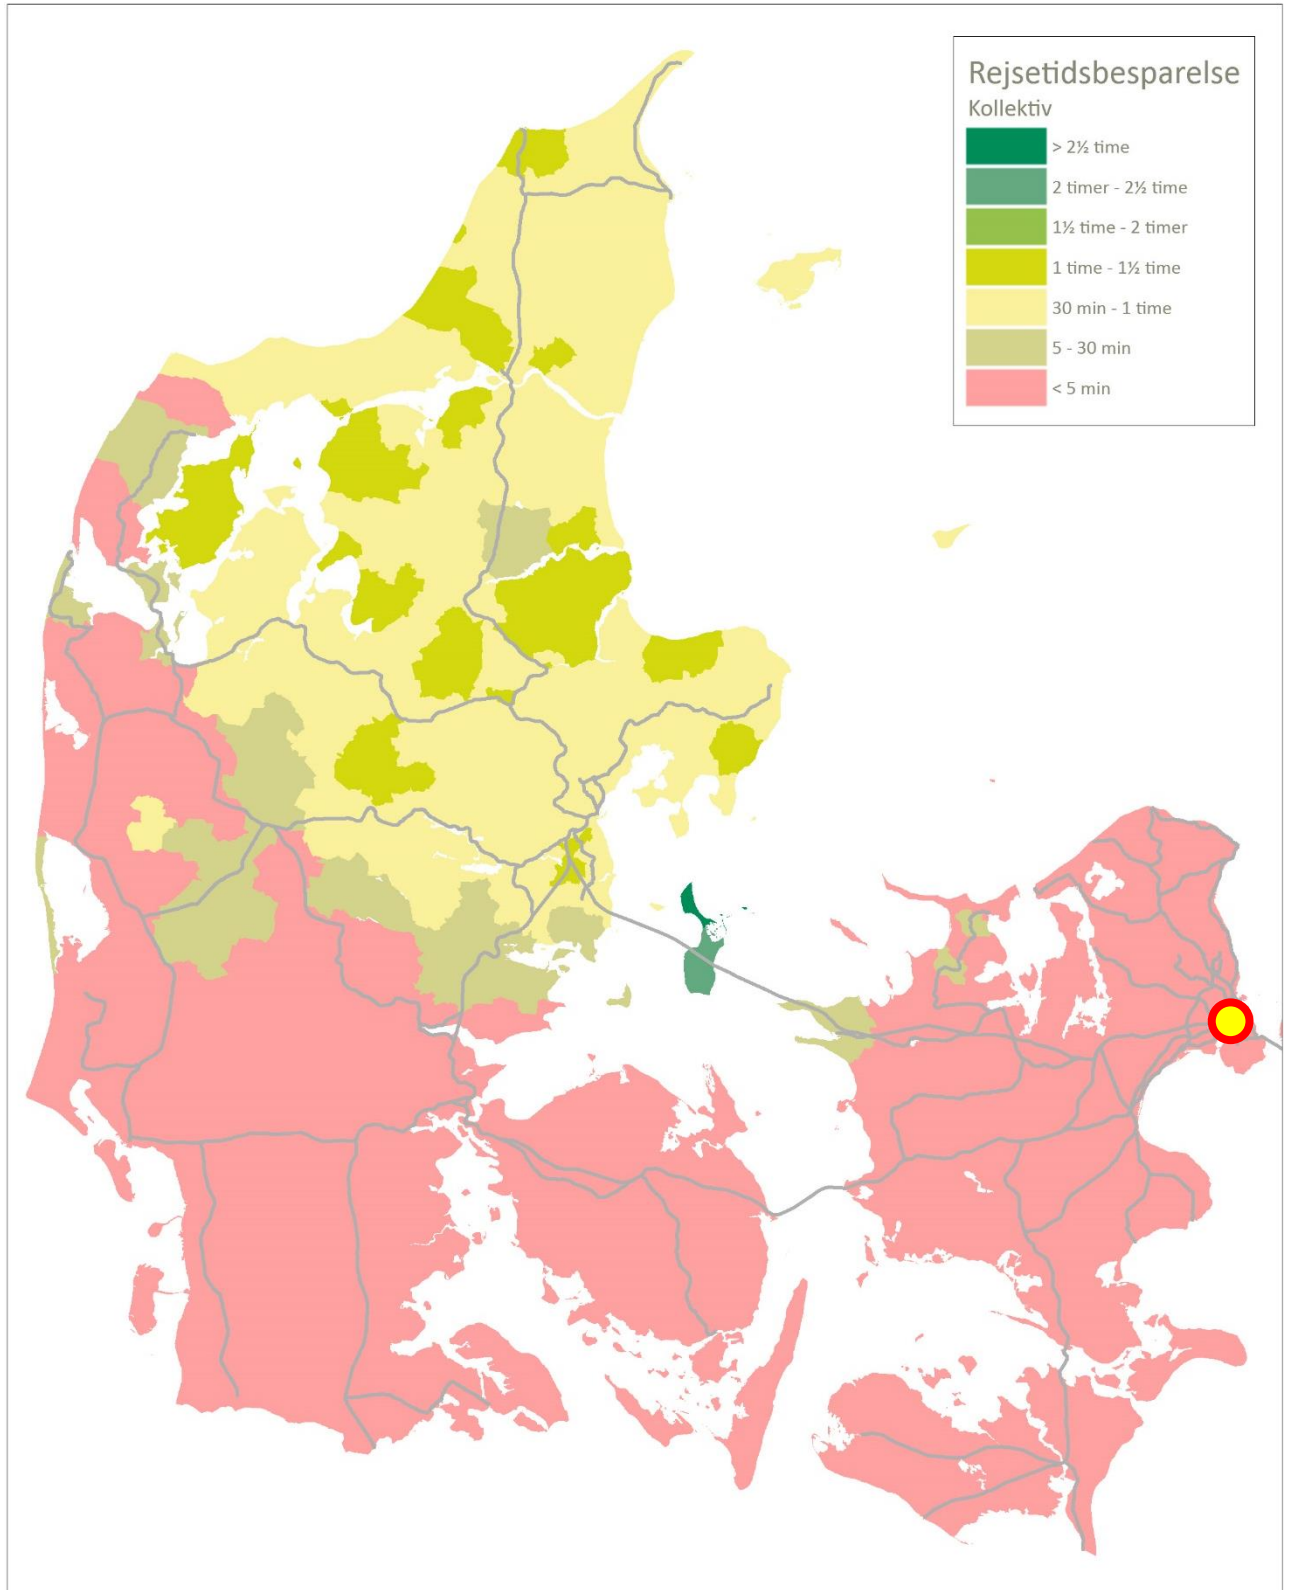 Rejsetidsbesparelse
Kollektiv
> 2½ time
2 timer - 2½ time
1½ time - 2 timer
1 time - 1½ time
30 min - 1 time
5 - 30 min
< 5 min